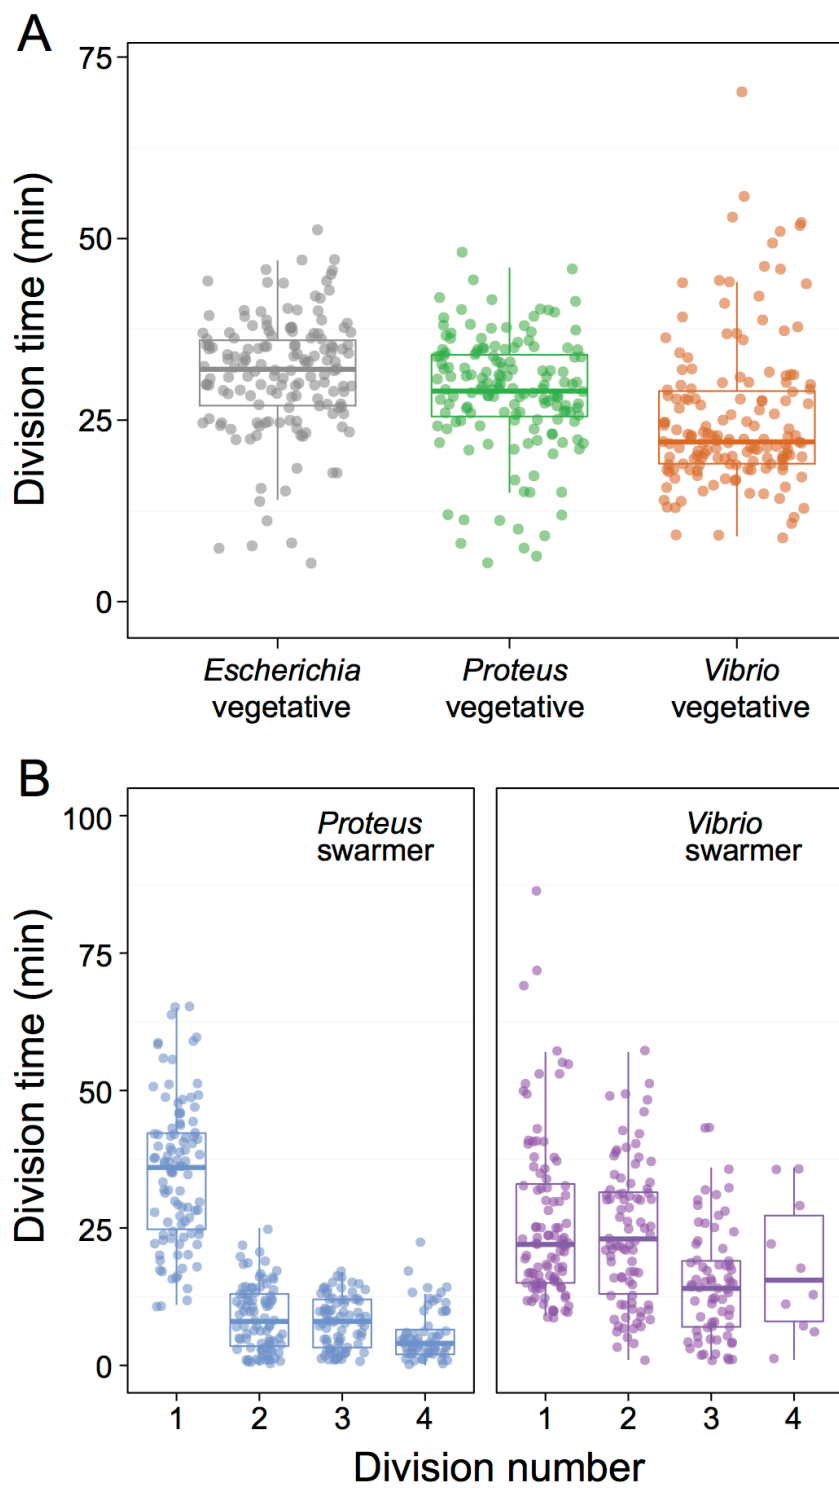 A
Division time (min)
75
50
25
0
Escherichia
vegetative
Proteus
vegetative
Vibrio
vegetative
B
Division time (min)
100
75
50
25
0
Proteus
swarmer
Vibrio
swarmer
1 2 3 4
1 2 3 4
Division number